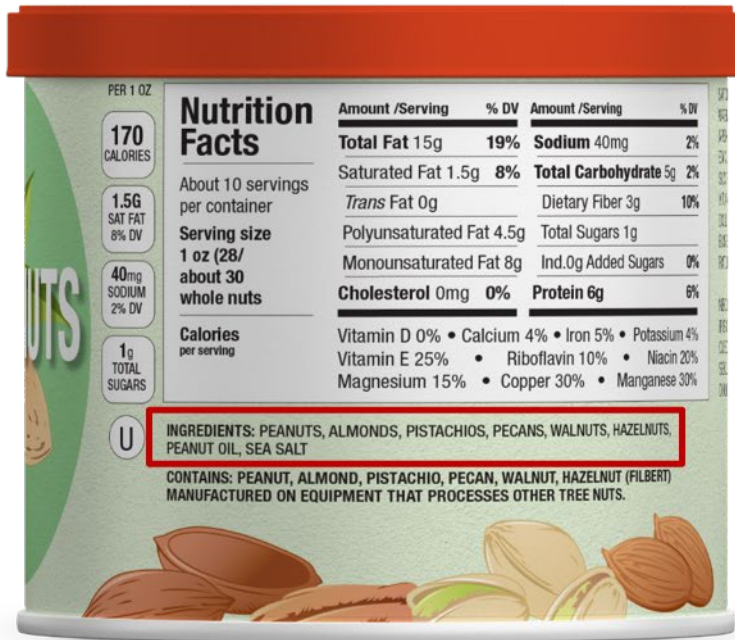 PER 1 OZ
170
CALORIES
1.5G
SAT FAT
8% DV
40mg
SODIUM
2% DV
1g
TOTAL
SUGARS
U
UTS
Nutrition
Facts
About 10 servings
per container
Serving size
1 oz (28/
about 30
whole nuts
Calories
per serving
Amount /Serving % DV
Total Fat 15g 19%
Saturated Fat 1.5g 8%
Trans Fat 0g
Polyunsaturated Fat 4.5g
Monounsaturated Fat 8g
Cholesterol 0mg 0%
Amount /Serving % DV
Sodium 40mg 2%
Total Carbohydrate 5g 2%
Dietary Fiber 3g 10%
Total Sugars 1g
Ind.0g Added Sugars 0%
Protein 6g 6%
Vitamin D 0% • Calcium 4% • Iron 5% • Potassium 4%
Vitamin E 25% • Riboflavin 10% • Niacin 20%
Magnesium 15% • Copper 30% • Manganese 30%
INGREDIENTS: PEANUTS, ALMONDS, PISTACHIOS, PECANS, WALNUTS, HAZELNUTS,
PEANUT OIL, SEA SALT
CONTAINS: PEANUT, ALMOND, PISTACHIO, PECAN, WALNUT, HAZELNUT (FILBERT)
MANUFACTURED ON EQUIPMENT THAT PROCESSES OTHER TREE NUTS.